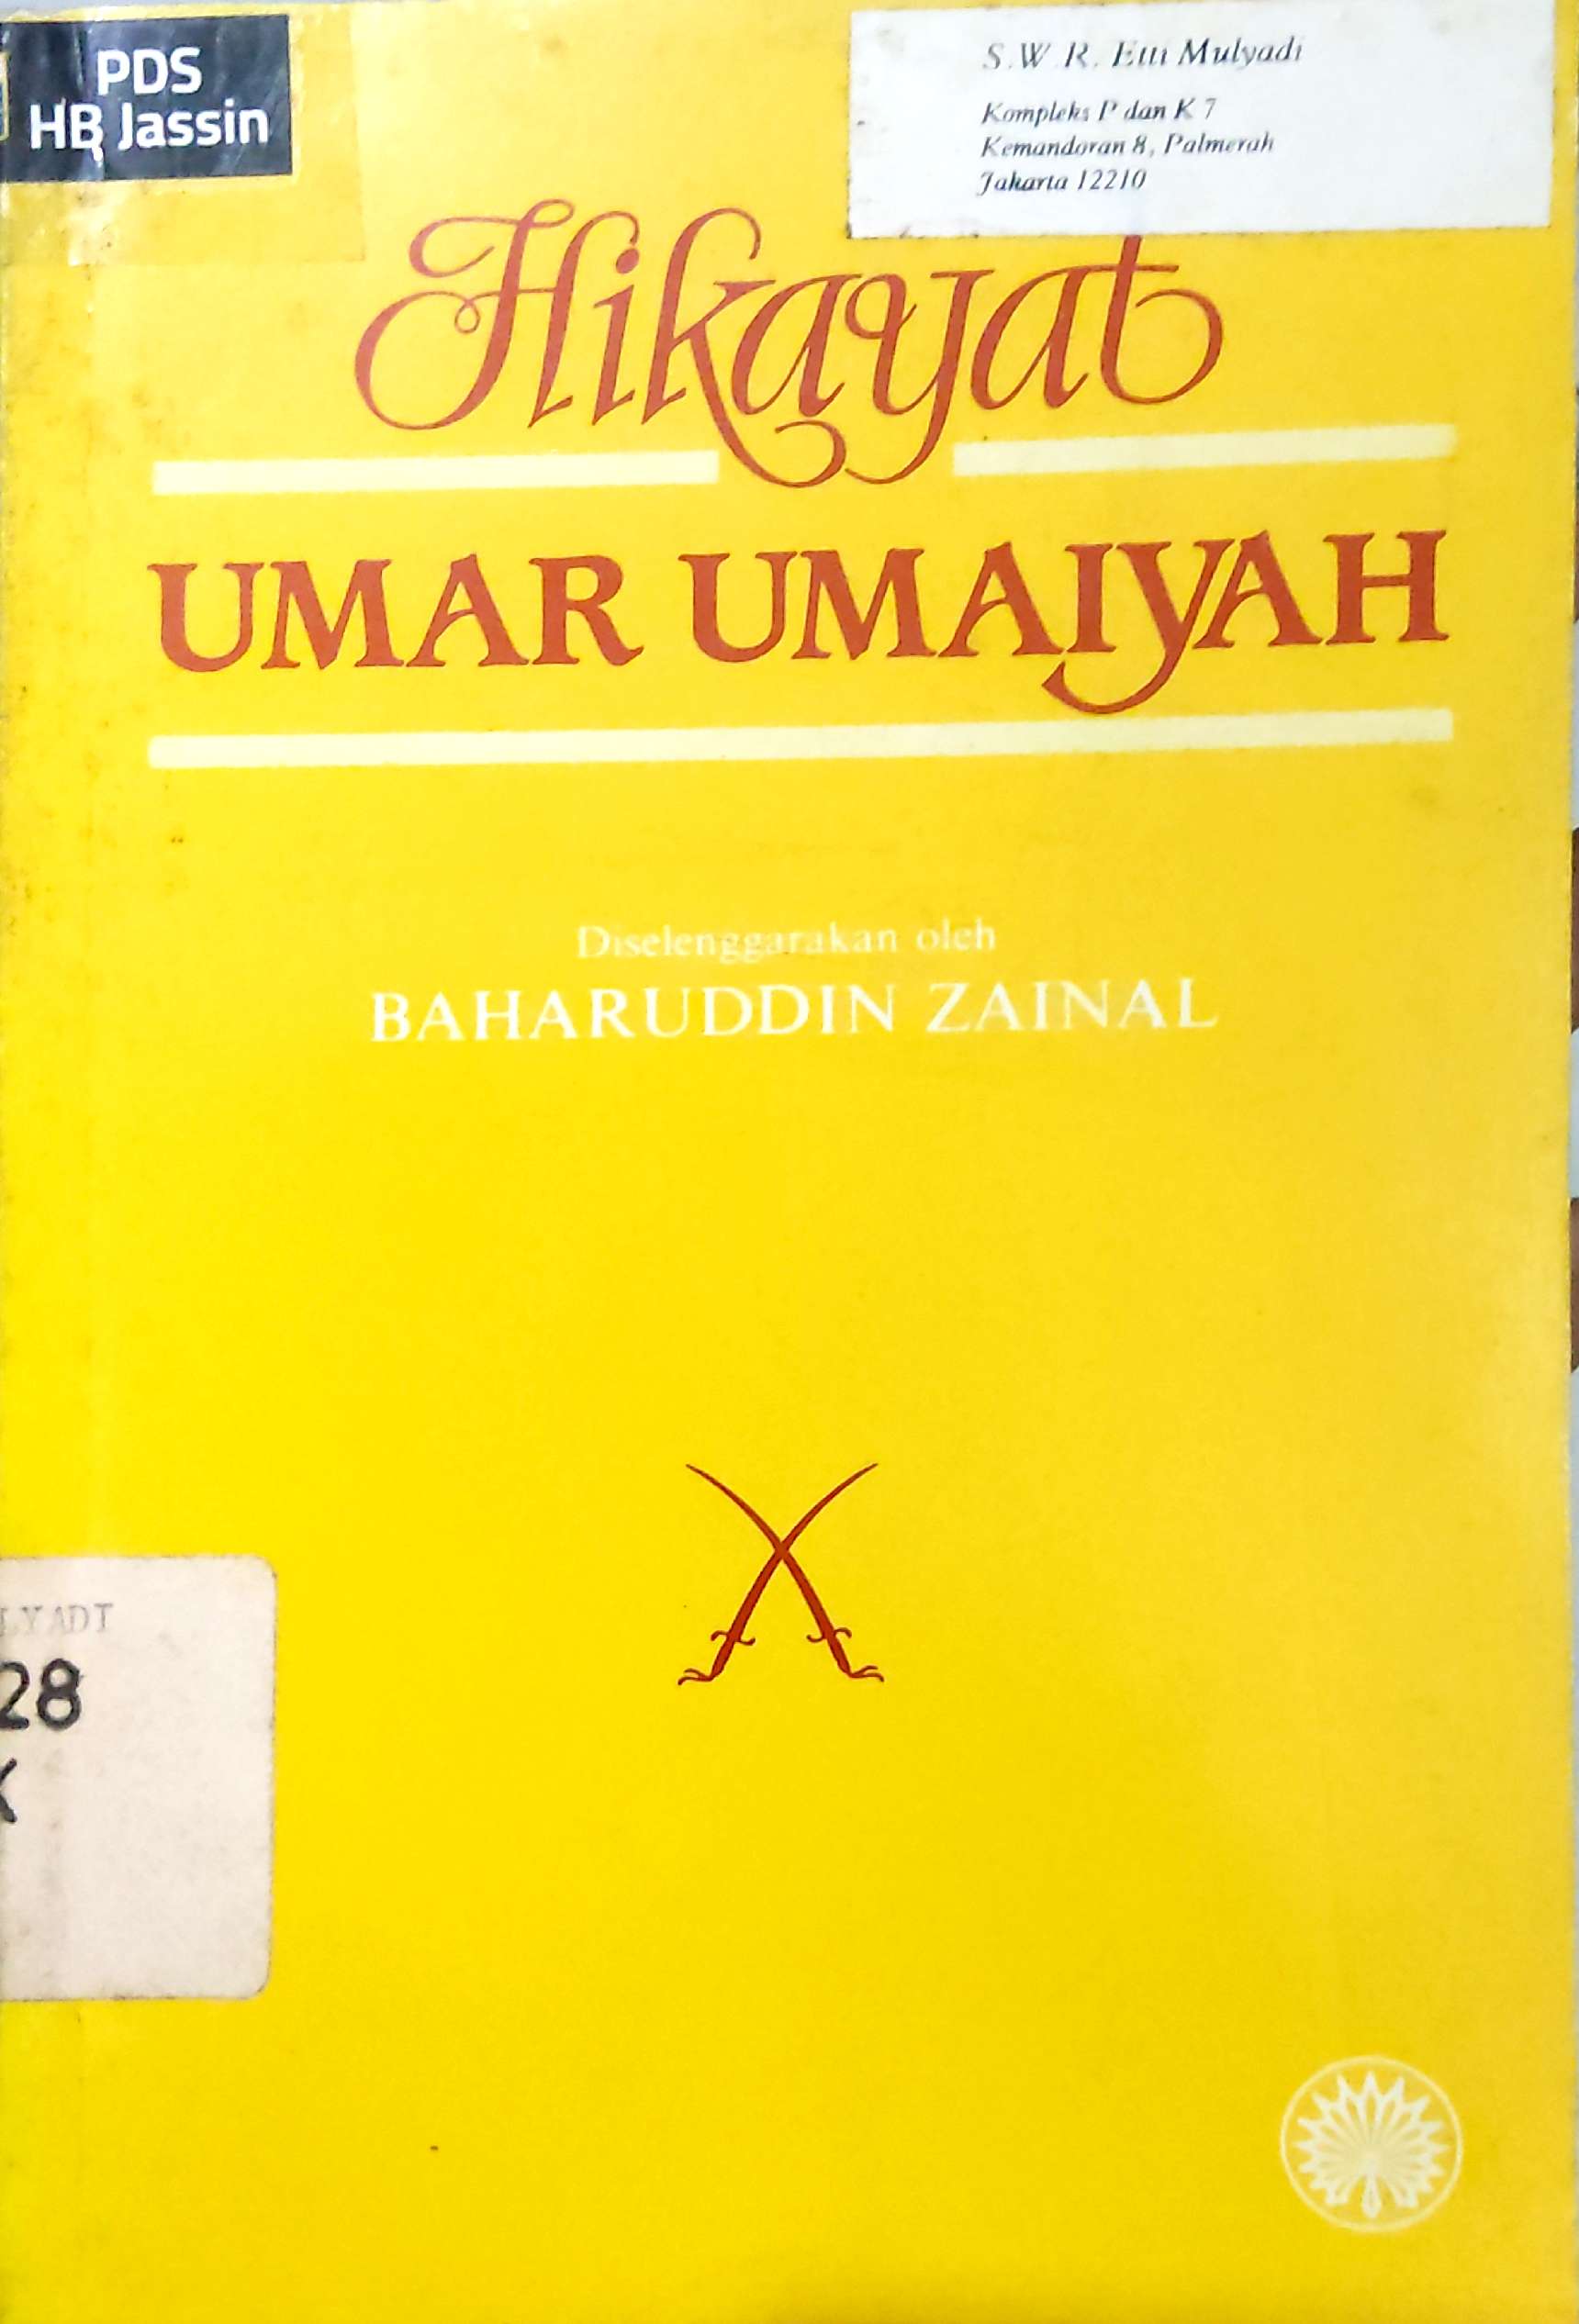 PDS
HB Jassin
S.W.R. Etti Mulyadi
Kompleks P dan K 7
Kemandoran 8, Palmerah
Jakarta 12210
Hikayat
UMAR UMAIYAH
Diselenggarakan oleh
BAHARUDDIN ZAINAL
LYADI
28
K